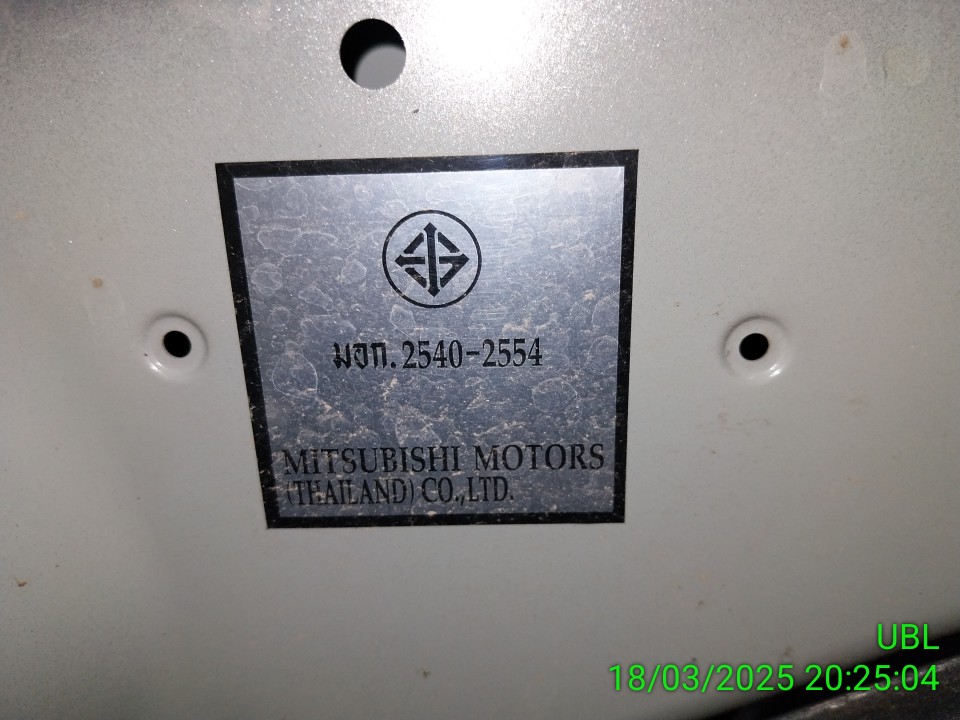 มอก.2540-2554
MITSUBISHI MOTORS
(THAILAND) CO.,LTD.
UBL
18/03/2025 20:25:04